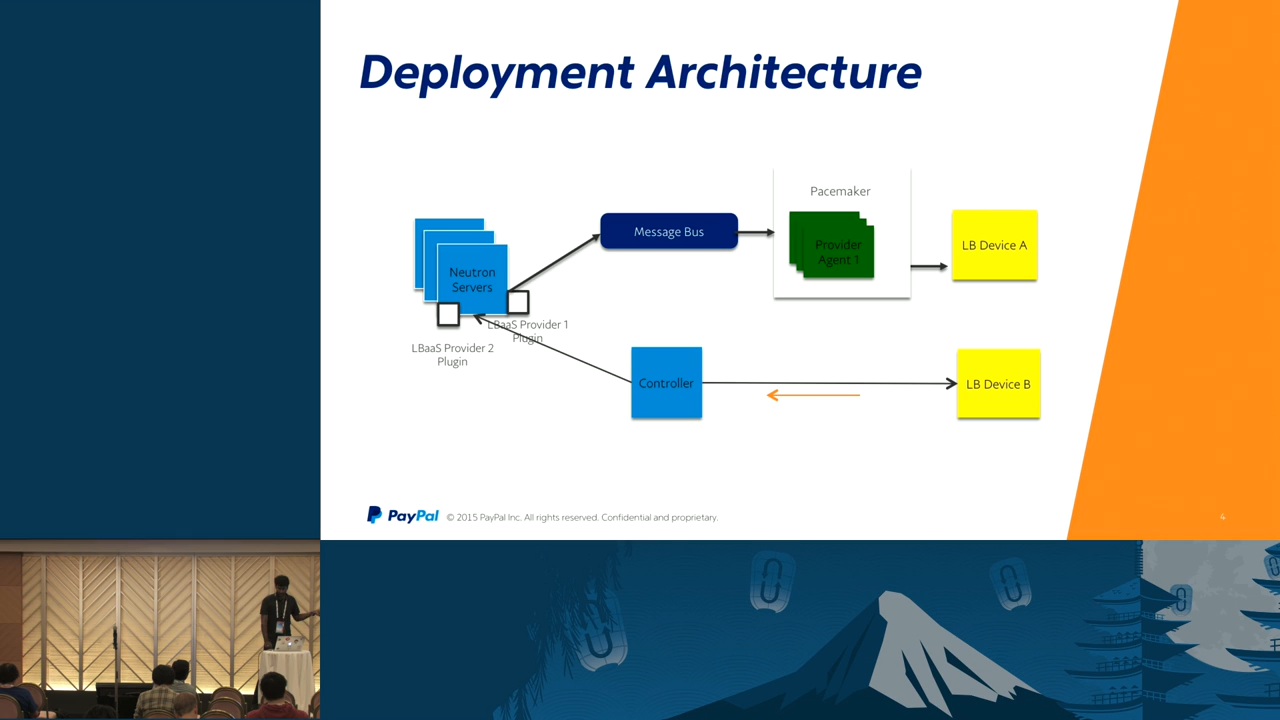 Deployment Architecture
Pacemaker
Message Bus
Provider
Agent 1
LB Device A
Neutron
Servers
LBaaS Provider 1
Plugin
LBaaS Provider 2
Plugin
Controller
LB Device B
PayPal © 2015 PayPal Inc. All rights reserved. Confidential and proprietary.
4